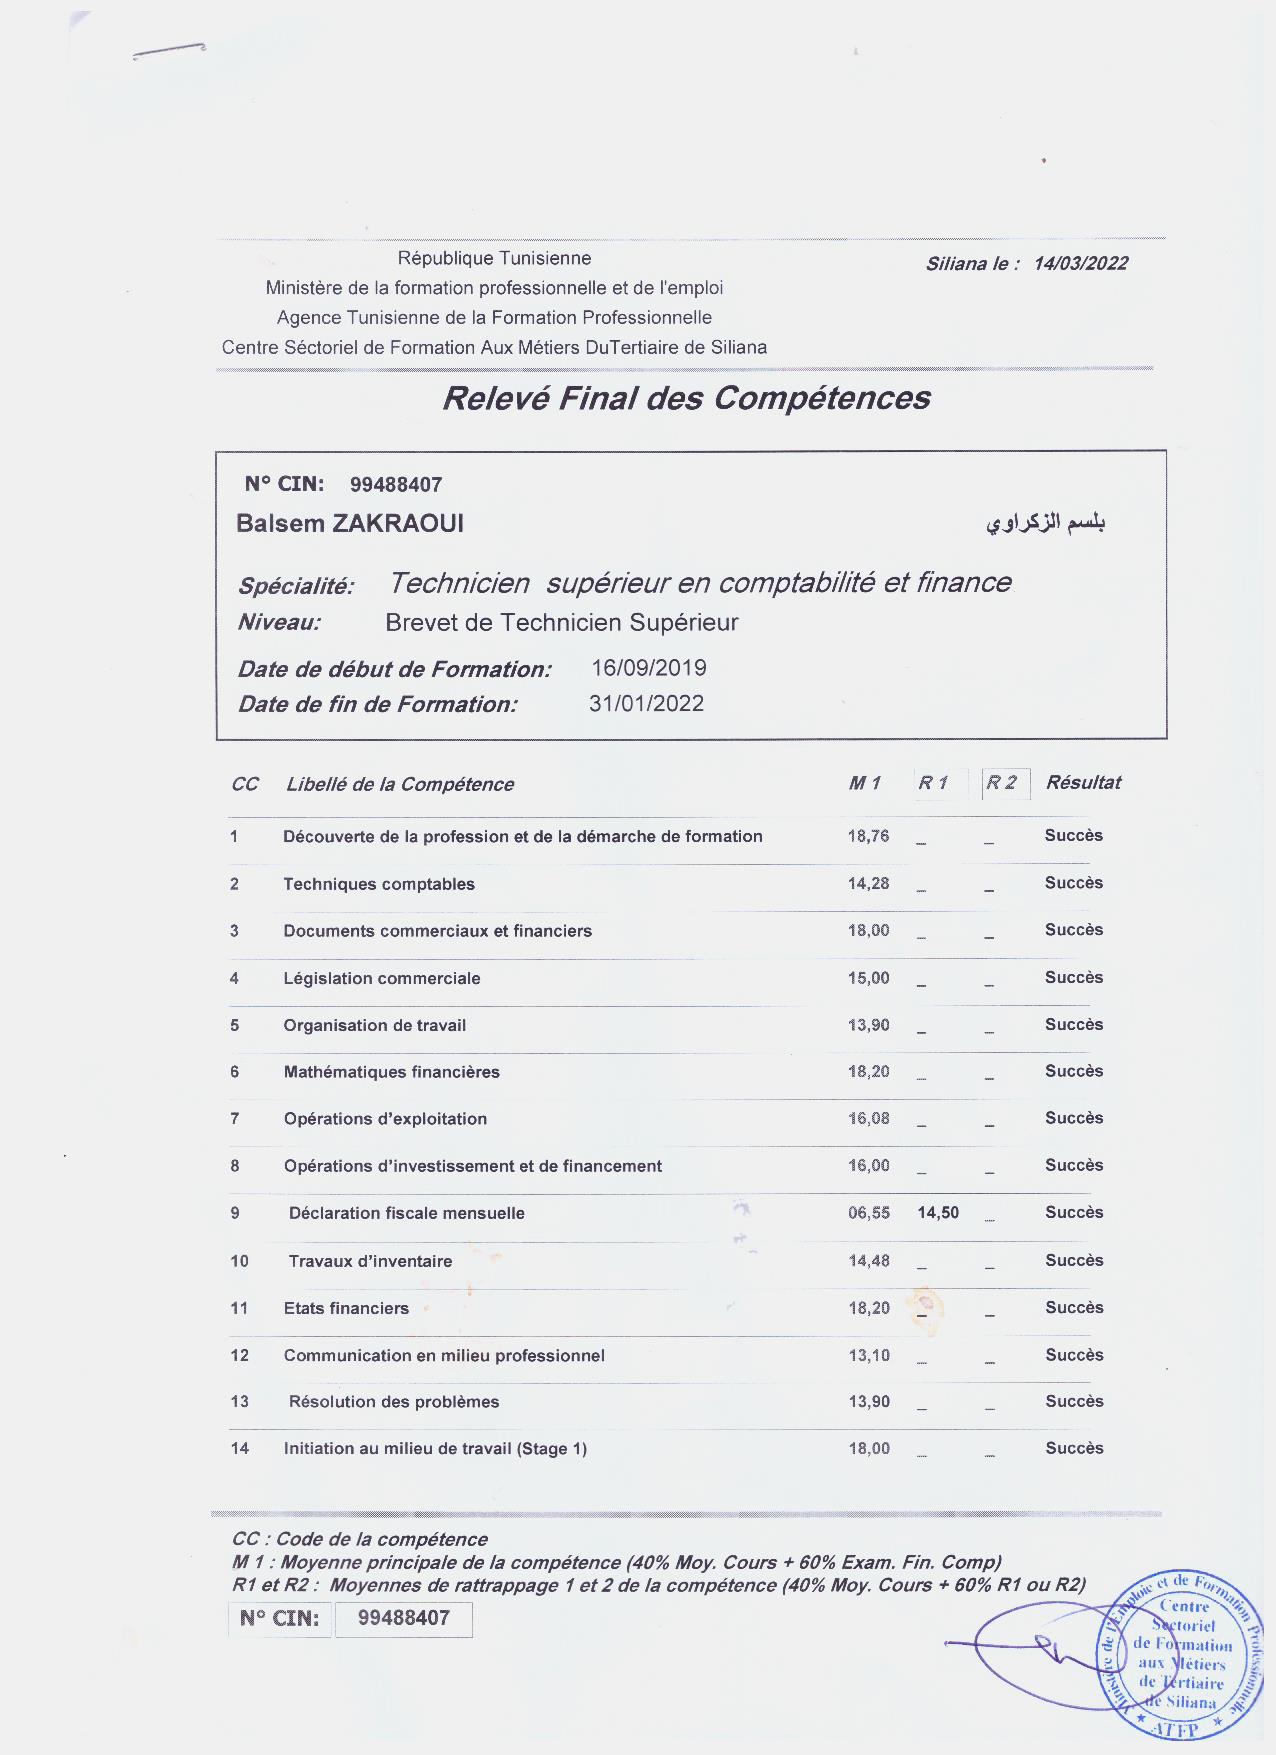 République Tunisienne
Ministère de la formation professionnelle et de l'emploi
Agence Tunisienne de la Formation Professionnelle
Centre Séctoriel de Formation Aux Métiers DuTertiaire de Siliana
Siliana le : 14/03/2022
Relevé Final des Compétences
N° CIN: 99488407
Balsem ZAKRAOUI بلسم الزكراوي
Spécialité: Technicien supérieur en comptabilité et finance
Niveau: Brevet de Technicien Supérieur
Date de début de Formation: 16/09/2019
Date de fin de Formation: 31/01/2022
CC Libellé de la Compétence M 1 R 1 R 2 Résultat
1 Découverte de la profession et de la démarche de formation 18,76 _ _ Succès
2 Techniques comptables 14,28 _ _ Succès
3 Documents commerciaux et financiers 18,00 _ _ Succès
4 Législation commerciale 15,00 _ _ Succès
5 Organisation de travail 13,90 _ _ Succès
6 Mathématiques financières 18,20 _ _ Succès
7 Opérations d'exploitation 16,08 _ _ Succès
8 Opérations d'investissement et de financement 16,00 _ _ Succès
9 Déclaration fiscale mensuelle 06,55 14,50 _ Succès
10 Travaux d'inventaire 14,48 _ _ Succès
11 Etats financiers 18,20 _ _ Succès
12 Communication en milieu professionnel 13,10 _ _ Succès
13 Résolution des problèmes 13,90 _ _ Succès
14 Initiation au milieu de travail (Stage 1) 18,00 _ _ Succès
CC : Code de la compétence
M 1 : Moyenne principale de la compétence (40% Moy. Cours + 60% Exam. Fin. Comp)
R1 et R2 : Moyennes de rattrappage 1 et 2 de la compétence (40% Moy. Cours + 60% R1 ou R2)
N° CIN: 99488407
Ministère de l'Emploie et de Formation Professionnelle
Centre
Sectoriel
de Formation
aux Métiers
de Tertiaire
de Siliana
★ ATFP ★